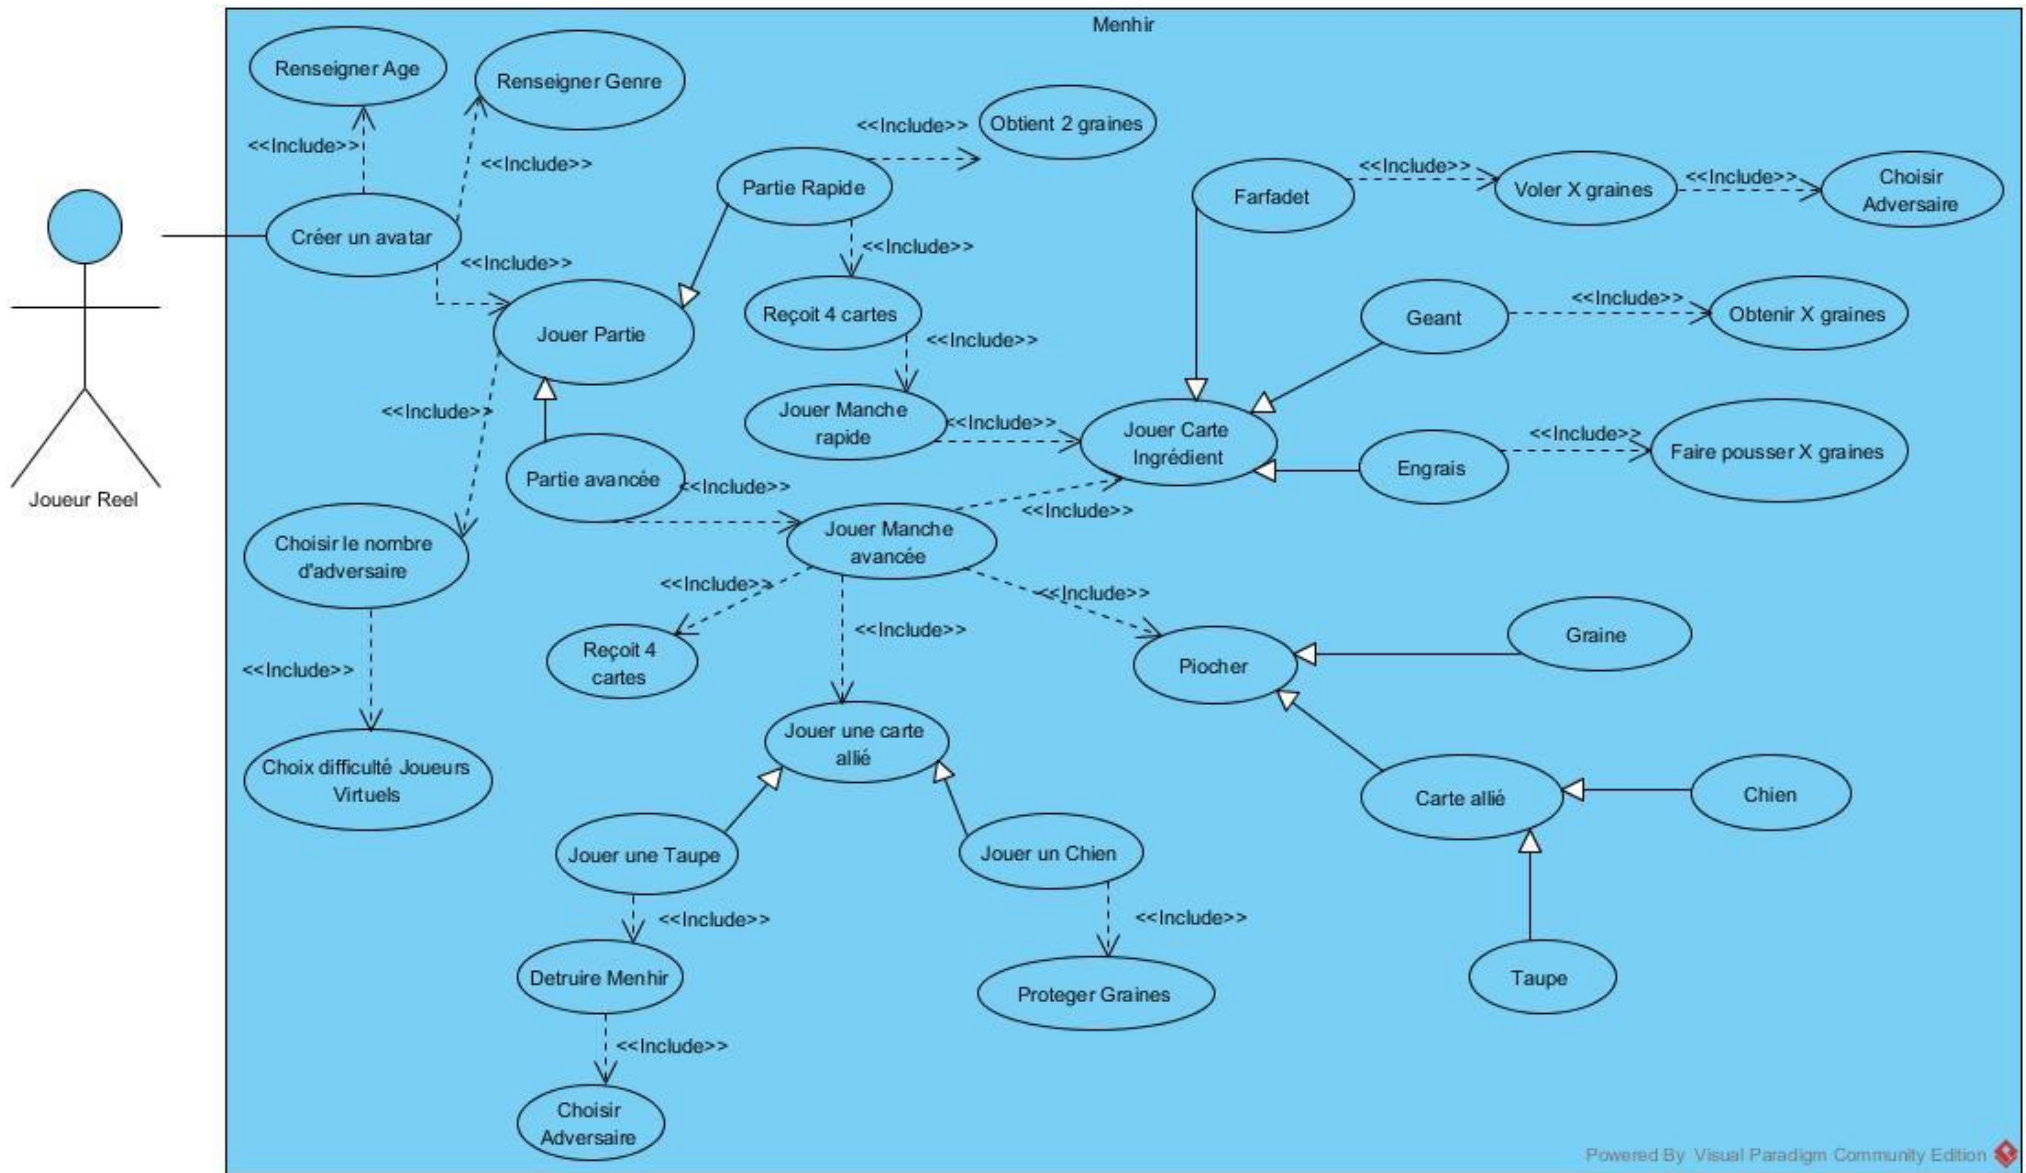 Menhir
Renseigner Age
Renseigner Genre
<<Include>>
<<Include>>
<<Include>>
Obtient 2 graines
Partie Rapide
Farfadet
<<Include>>
Voler X graines
<<Include>>
Choisir
Adversaire
Créer un avatar
<<Include>>
<<Include>>
Jouer Partie
Reçoit 4 cartes
<<Include>>
Geant
<<Include>>
Obtenir X graines
<<Include>>
Jouer Manche
rapide
<<Include>>
Jouer Carte
Ingrédient
Engrais
<<Include>>
Faire pousser X graines
Joueur Reel
Partie avancée
<<Include>>
<<Include>>
Jouer Manche
avancée
Choisir le nombre
d'adversaire
<<Include>>
<<Include>>
<<Include>>
Reçoit 4
cartes
Piocher
Graine
<<Include>>
Choix difficulté Joueurs
Virtuels
Jouer une carte
allié
Carte allié
Chien
Jouer une Taupe
Jouer un Chien
<<Include>>
<<Include>>
Detruire Menhir
Proteger Graines
Taupe
<<Include>>
Choisir
Adversaire
Powered By Visual Paradigm Community Edition